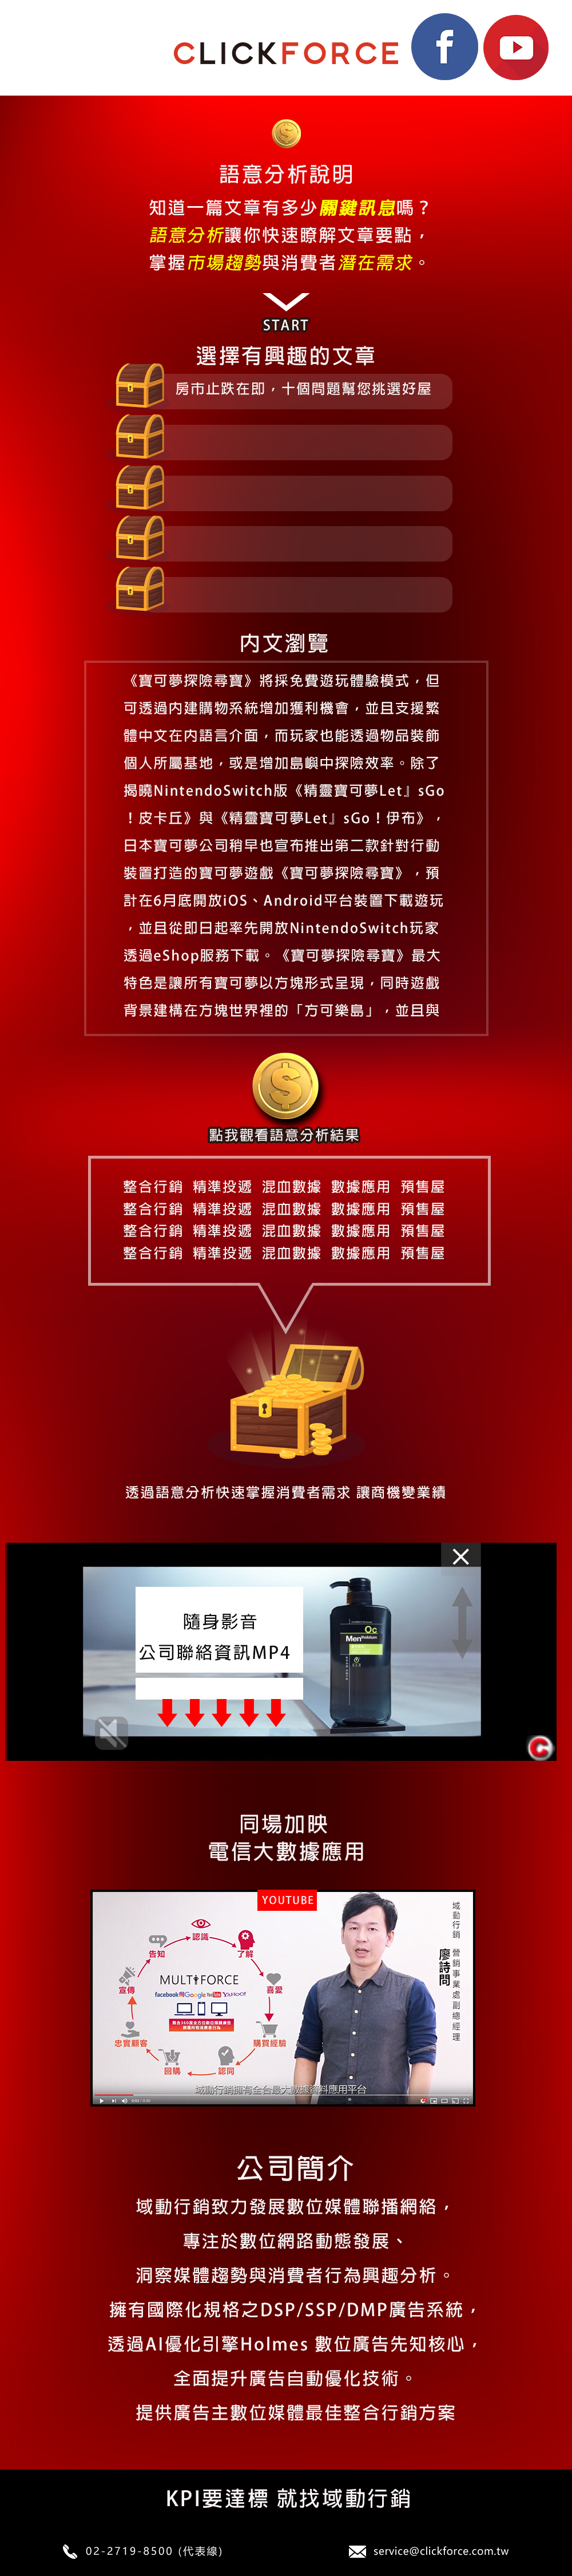 CLICKFORCE
語意分析說明
知道一篇文章有多少關鍵訊息嗎？
語意分析讓你快速瞭解文章要點，
掌握市場趨勢與消費者潛在需求。
START
選擇有興趣的文章
房市止跌在即，十個問題幫您挑選好屋
內文瀏覽
《寶可夢探險尋寶》將採免費遊玩體驗模式，但
可透過內建購物系統增加獲利機會，並且支援繁
體中文在內語言介面，而玩家也能透過物品裝飾
個人所屬基地，或是增加島嶼中探險效率。除了
揭曉NintendoSwitch版《精靈寶可夢Let』sGo
！皮卡丘》與《精靈寶可夢Let』sGo！伊布》，
日本寶可夢公司稍早也宣布推出第二款針對行動
裝置打造的寶可夢遊戲《寶可夢探險尋寶》，預
計在6月底開放iOS、Android平台裝置下載遊玩
，並且從即日起率先開放NintendoSwitch玩家
透過eShop服務下載。《寶可夢探險尋寶》最大
特色是讓所有寶可夢以方塊形式呈現，同時遊戲
背景建構在方塊世界裡的「方可樂島」，並且與
點我觀看語意分析結果
整合行銷 精準投遞 混血數據 數據應用 預售屋
整合行銷 精準投遞 混血數據 數據應用 預售屋
整合行銷 精準投遞 混血數據 數據應用 預售屋
整合行銷 精準投遞 混血數據 數據應用 預售屋
透過語意分析快速掌握消費者需求 讓商機變業績
隨身影音
公司聯絡資訊MP4
Oc
Men
同場加映
電信大數據應用
YOUTUBE
域動行銷 營銷事業處副總經理
廖詩問
認識
告知
了解
宣傳
喜愛
MULTIFORCE
facebook Google YouTube YAHOO!
忠實顧客
購買經驗
回購
認同
域動行銷擁有全台最大數據資料應用平台
公司簡介
域動行銷致力發展數位媒體聯播網絡，
專注於數位網路動態發展、
洞察媒體趨勢與消費者行為興趣分析。
擁有國際化規格之DSP/SSP/DMP廣告系統，
透過AI優化引擎Holmes 數位廣告先知核心，
全面提升廣告自動優化技術。
提供廣告主數位媒體最佳整合行銷方案
KPI要達標 就找域動行銷
02-2719-8500 (代表線)
service@clickforce.com.tw